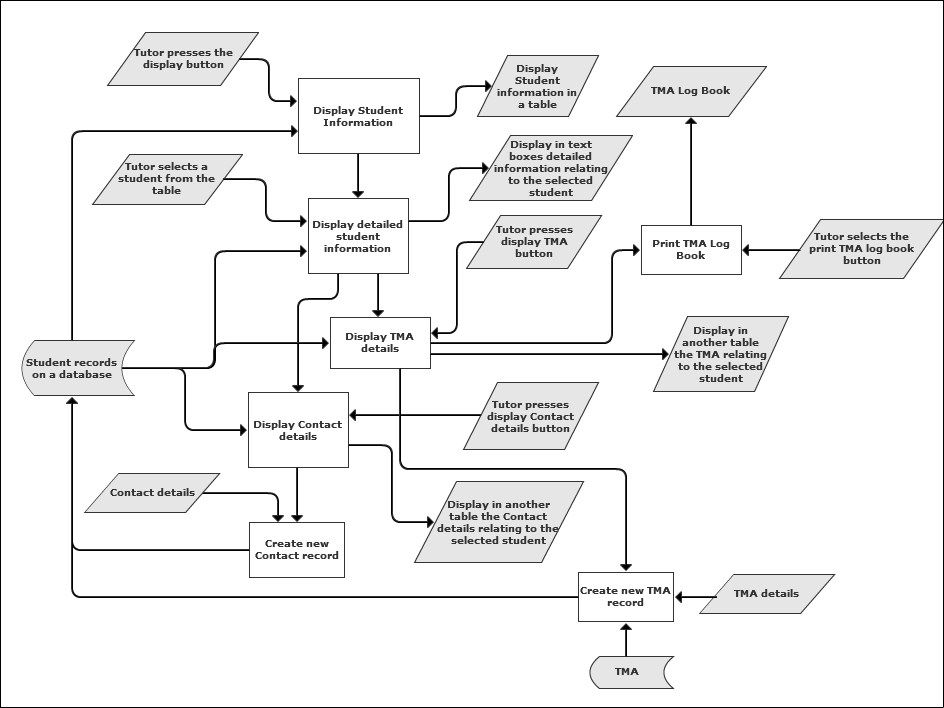 Tutor presses the
display button
Display
Student
information in
a table
TMA Log Book
Display Student
Information
Display in text
boxes detailed
information relating
to the selected
student
Tutor selects a
student from the
table
Display detailed
student
information
Tutor presses
display TMA
button
Print TMA Log
Book
Tutor selects the
print TMA log book
button
Display TMA
details
Display in
another table
the TMA relating
to the selected
student
Student records
on a database
Tutor presses
display Contact
details button
Display Contact
details
Contact details
Display in another
table the Contact
details relating to the
selected student
Create new
Contact record
Create new TMA
record
TMA details
TMA